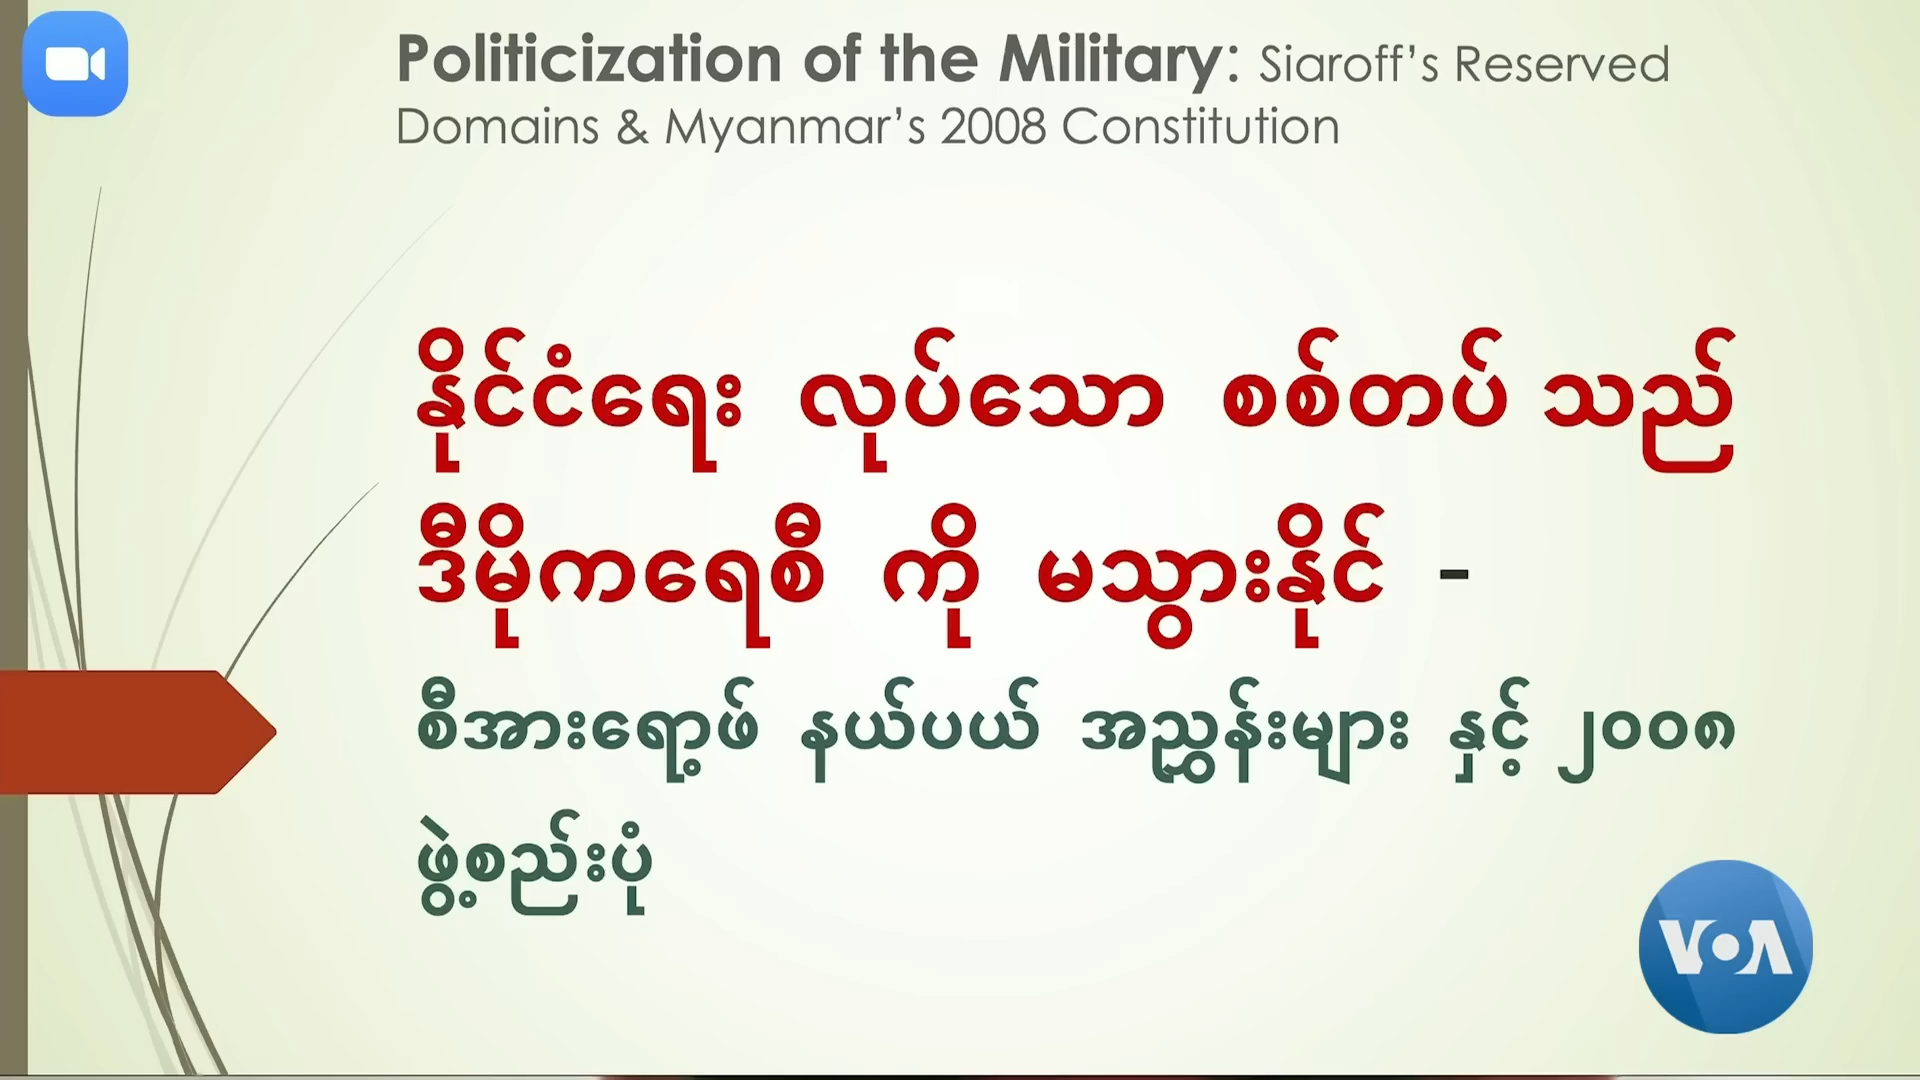 Politicization of the Military: Siaroff’s Reserved
Domains & Myanmar’s 2008 Constitution
နိုင်ငံရေး လုပ်သော စစ်တပ် သည်
ဒီမိုကရေစီ ကို မသွားနိုင် -
စီအားရော့ဖ် နယ်ပယ် အညွှန်းများ နှင့် ၂၀၀၈
ဖွဲ့စည်းပုံ
VOA